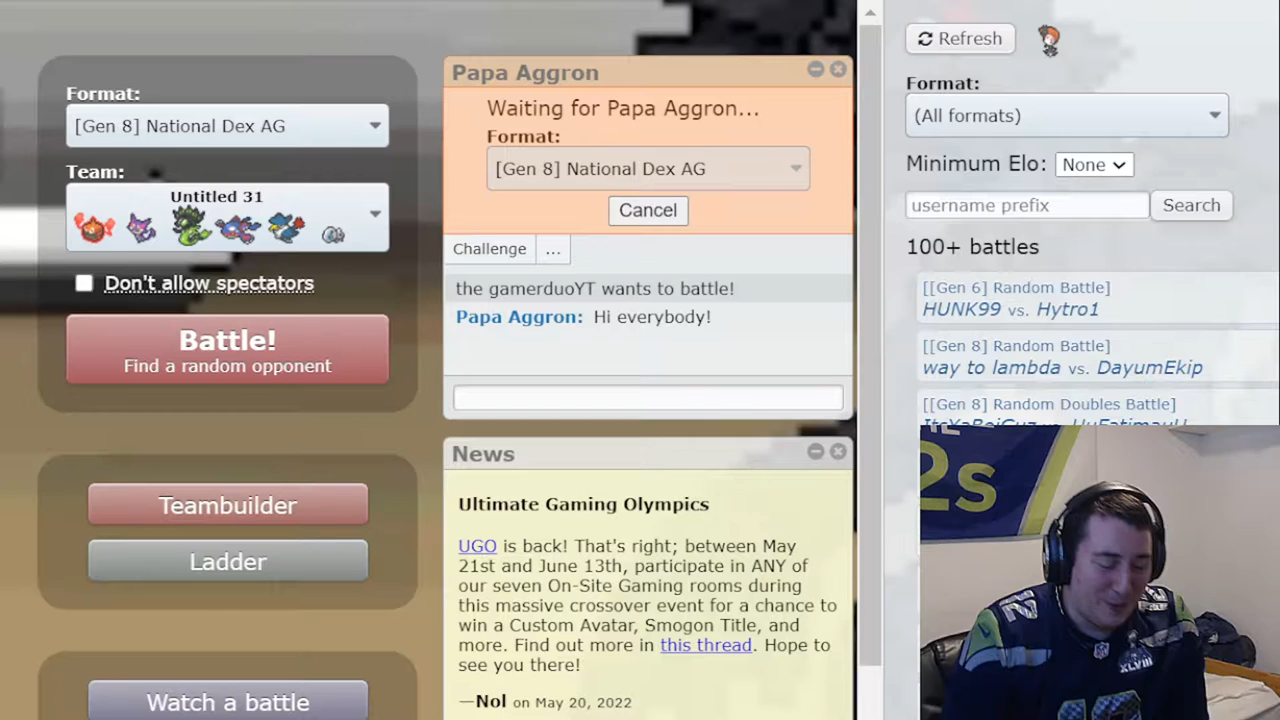 Format:
[Gen 8] National Dex AG
Team:
Untitled 31
Don't allow spectators
Battle!
Find a random opponent
Teambuilder
Ladder
Watch a battle
Papa Aggron
Waiting for Papa Aggron...
Format:
[Gen 8] National Dex AG
Cancel
Challenge ...
the gamerduoYT wants to battle!
Papa Aggron: Hi everybody!
News
Ultimate Gaming Olympics
UGO is back! That's right; between May
21st and June 13th, participate in ANY of
our seven On-Site Gaming rooms during
this massive crossover event for a chance to
win a Custom Avatar, Smogon Title, and
more. Find out more in this thread. Hope to
see you there!
—Nol on May 20, 2022
Refresh
Format:
(All formats)
Minimum Elo: None
username prefix Search
100+ battles
[[Gen 6] Random Battle]
HUNK99 vs. Hytro1
[[Gen 8] Random Battle]
way to lambda vs. DayumEkip
[[Gen 8] Random Doubles Battle]
2s
12
XLVIII
12